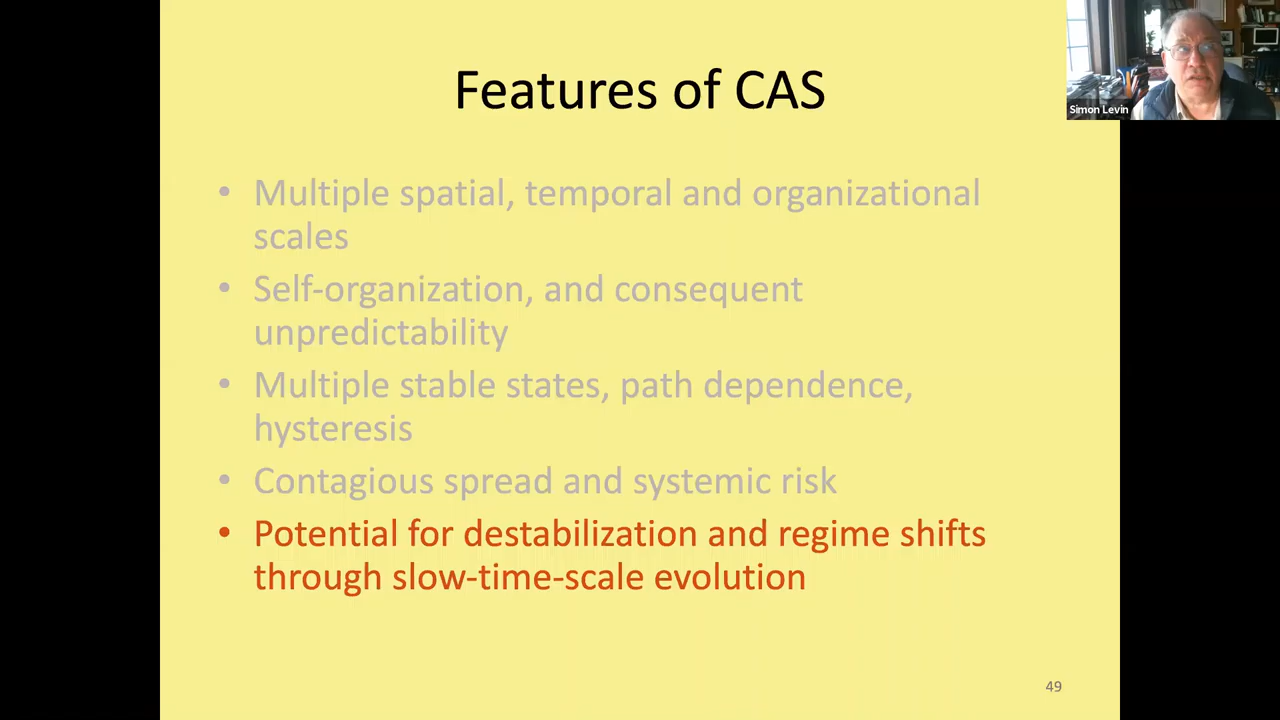 Features of CAS
Simon Levin
• Multiple spatial, temporal and organizational
scales
• Self-organization, and consequent
unpredictability
• Multiple stable states, path dependence,
hysteresis
• Contagious spread and systemic risk
• Potential for destabilization and regime shifts
through slow-time-scale evolution
49